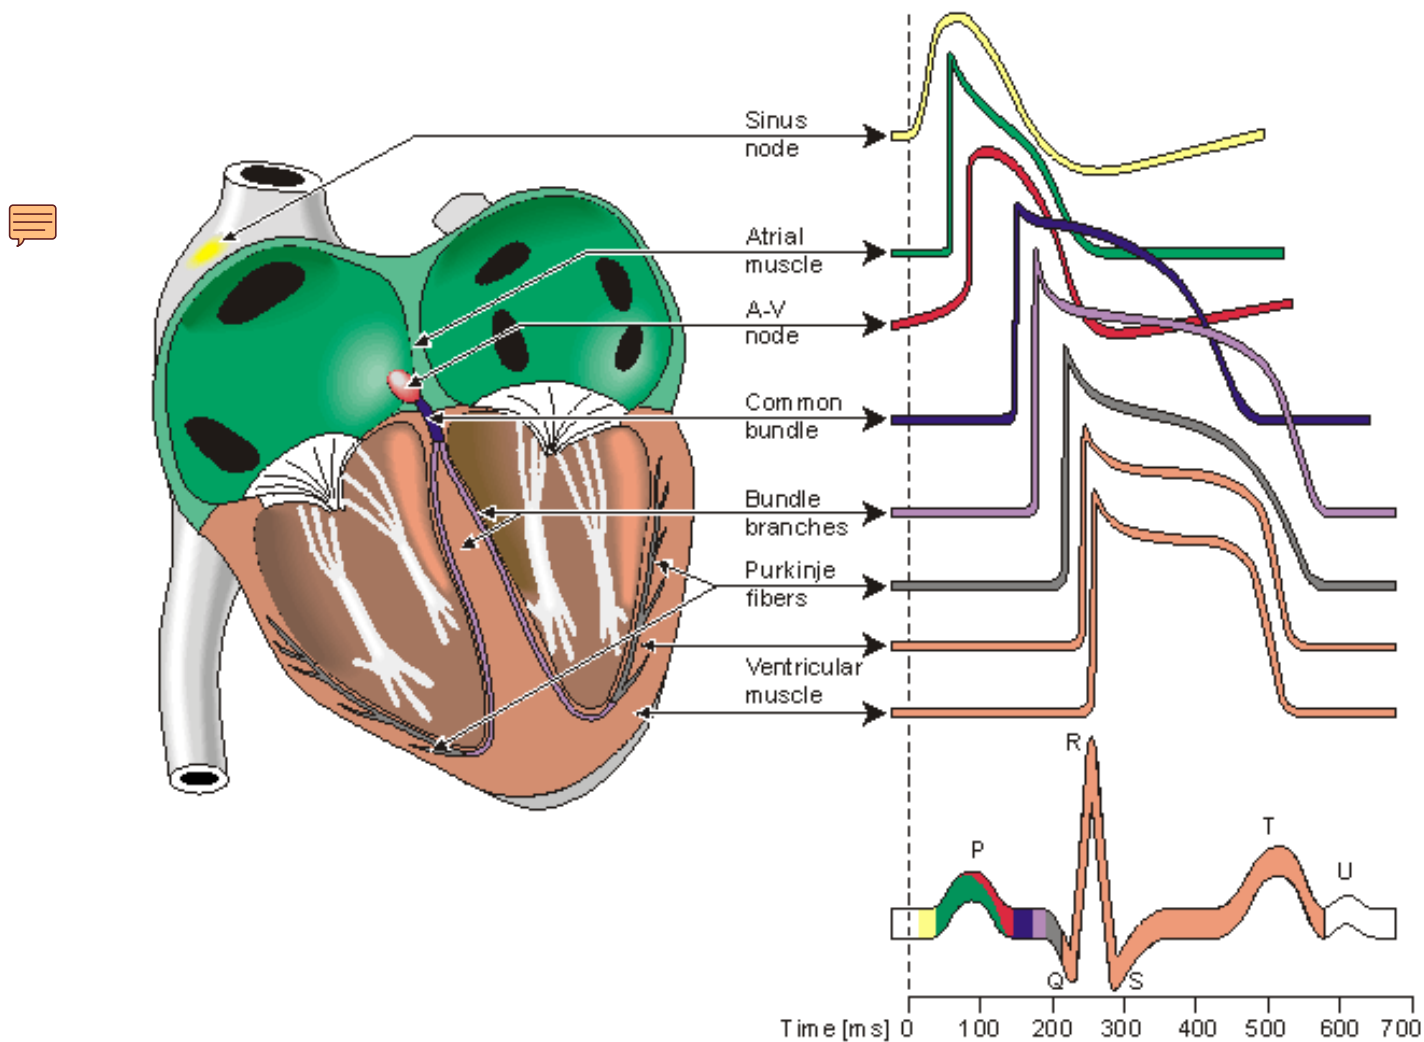 Sinus
node
Atrial
muscle
A-V
node
Common
bundle
Bundle
branches
Purkinje
fibers
Ventricular
muscle
R
P
T
U
Q
S
Time [ms] 0 100 200 300 400 500 600 700